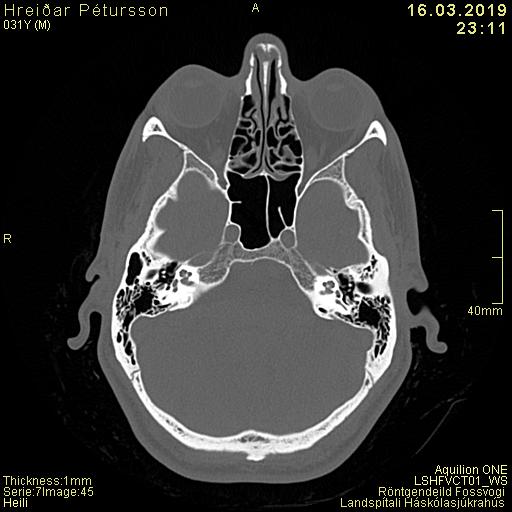 Hreiðar Pétursson
031Y (M)
A
16.03.2019
23:11
R
40mm
Thickness:1mm
Serie:7Image:45
Heili
Aquilion ONE
LSHFVCT01_WS
Röntgendeild Fossvogi
Landspítali Háskólasjúkrahús